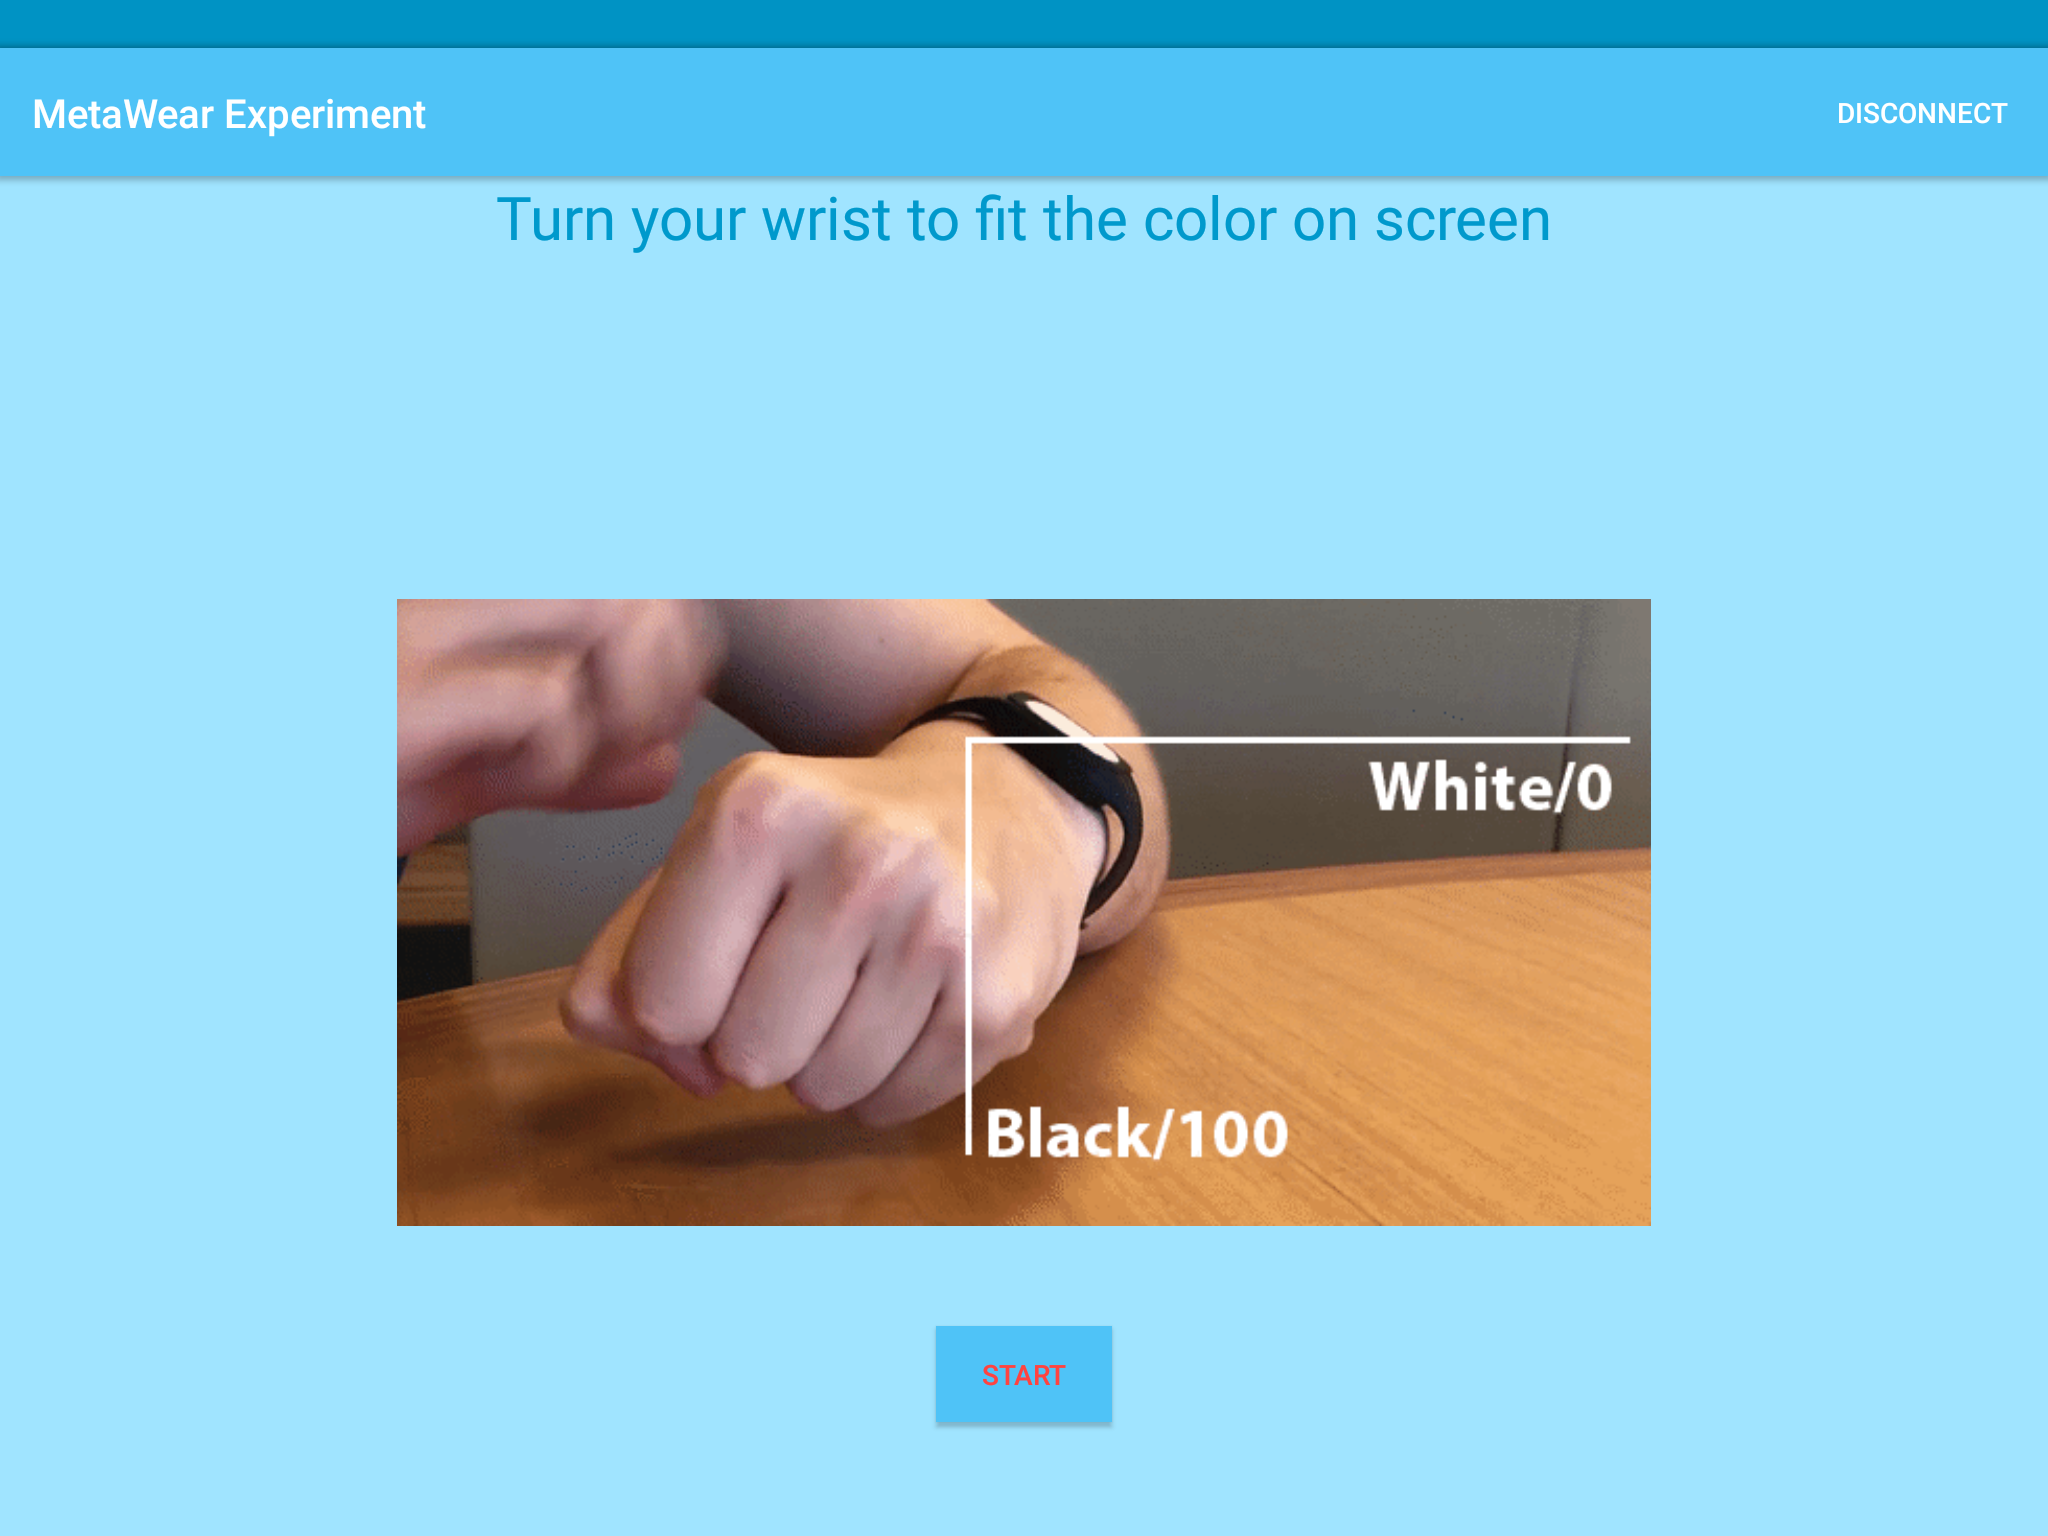 MetaWear Experiment
DISCONNECT
Turn your wrist to fit the color on screen
White/0
Black/100
START